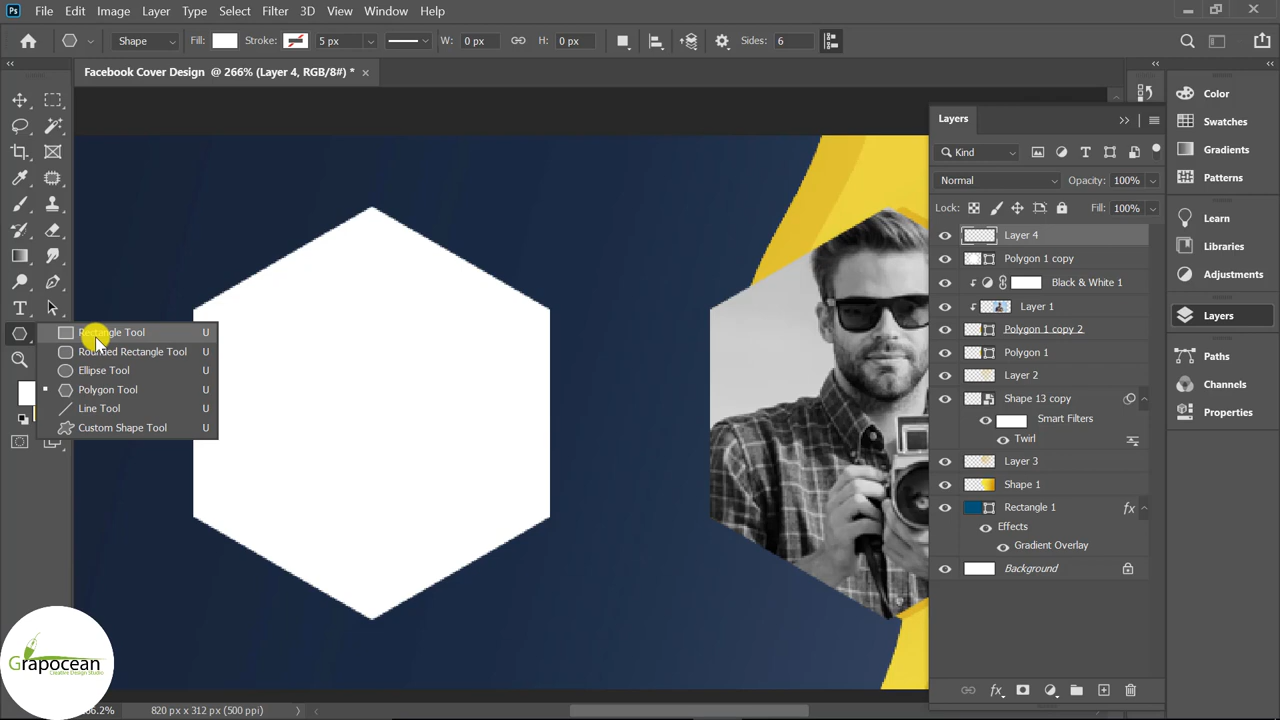 Ps File Edit Image Layer Type Select Filter 3D View Window Help
Shape Fill: Stroke: 5 px W: 0 px H: 0 px Sides: 6
Facebook Cover Design @ 266% (Layer 4, RGB/8#) * ×
Rectangle Tool U
Rounded Rectangle Tool U
Ellipse Tool U
Polygon Tool U
Line Tool U
Custom Shape Tool U
Layers
Kind
Normal Opacity: 100%
Lock: Fill: 100%
Layer 4
Polygon 1 copy
Black & White 1
Layer 1
Polygon 1 copy 2
Polygon 1
Layer 2
Shape 13 copy
Smart Filters
Twirl
Layer 3
Shape 1
Rectangle 1 fx
Effects
Gradient Overlay
Background
fx
Color
Swatches
Gradients
Patterns
Learn
Libraries
Adjustments
Layers
Paths
Channels
Properties
Grapocean
Creative Design Studio
820 px x 312 px (500 ppi)